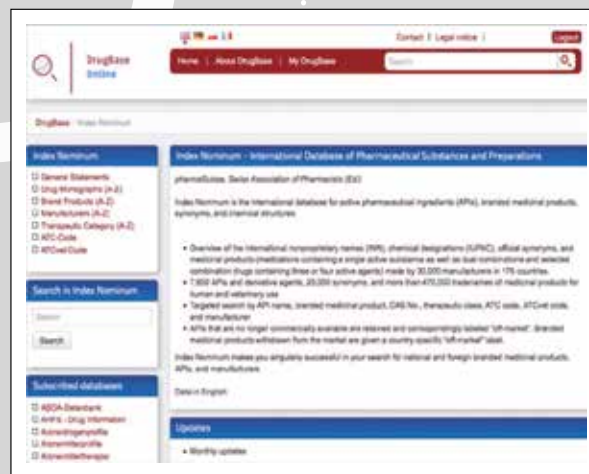 Contact | Legal notice |
Logout
DrugBase
Online
Home | About DrugBase | My DrugBase
Search
DrugBase Index Nominum
Index Nominum
General Statements
Drug Monographs (A-Z)
Brand Products (A-Z)
Manufacturers (A-Z)
Therapeutic Category (A-Z)
ATC-Code
ATCvet-Code
Search in Index Nominum
Search
Search
Subscribed databases
ABDA-Datenbank
AHFS - Drug Information
Arzneidrogenprofile
Arzneistoffprofile
Arzneimitteltherapie
Index Nominum - International Database of Pharmaceutical Substances and Preparations
pharmaSuisse, Swiss Association of Pharmacists (Ed.)
Index Nominum is the international database for active pharmaceutical ingredients (APIs), branded medicinal products,
synonyms, and chemical structures:
• Overview of the international nonproprietary names (INN), chemical designations (IUPAC), official synonyms, and
medicinal products (medications containing a single active substance as well as dual combinations and selected
combination drugs containing three or four active agents) made by 30,000 manufacturers in 175 countries.
• 7,900 APIs and derivative agents, 20,000 synonyms, and more than 470,000 tradenames of medicinal products for
human and veterinary use
• Targeted search by API name, branded medicinal product, CAS No., therapeutic class, ATC code, ATCvet code,
and manufacturer
• APIs that are no longer commercially available are retained and correspondingly labeled "off-market". Branded
medicinal products withdrawn from the market are given a country-specific "off-market" label.
Index Nominum makes you singularly successful in your search for national and foreign branded medicinal products,
APIs, and manufacturers.
Data in English
Updates
• Monthly updates